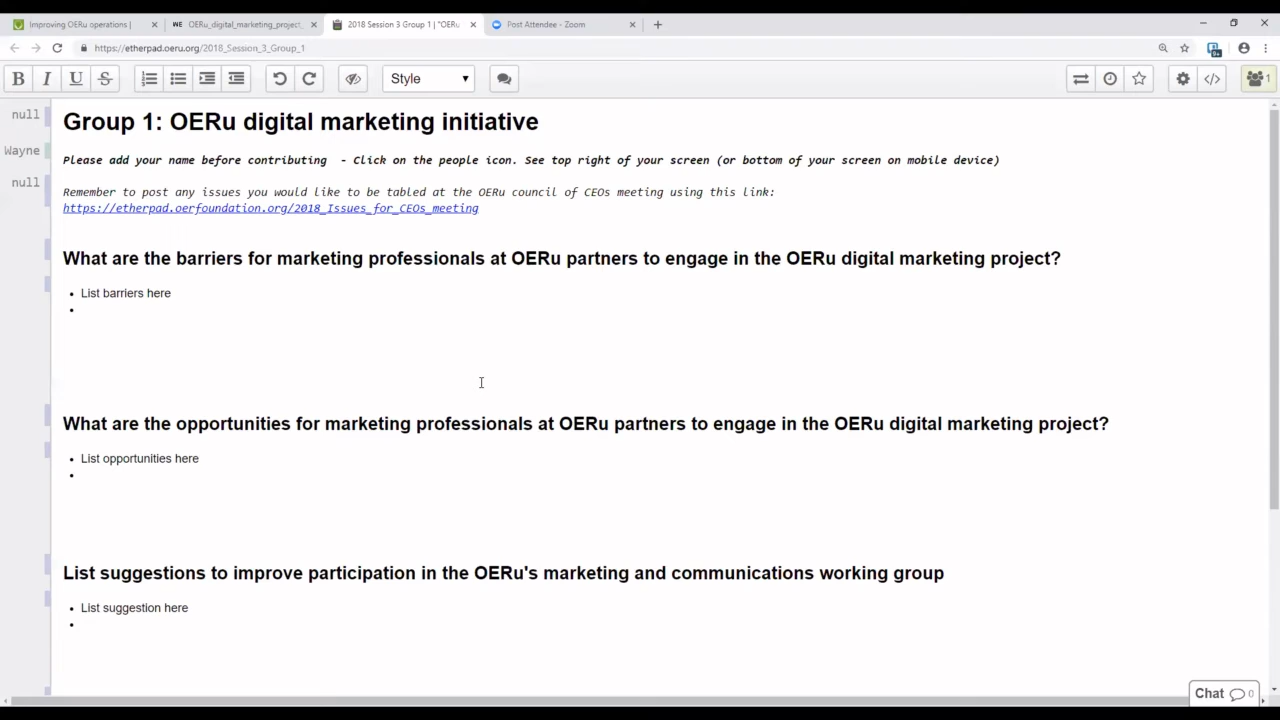 Improving OERu operations |
WE OERu_digital_marketing_project_
2018 Session 3 Group 1 | "OERu
Post Attendee - Zoom
https://etherpad.oeru.org/2018_Session_3_Group_1
B I U S
Style
1
null
Group 1: OERu digital marketing initiative
Wayne
Please add your name before contributing - Click on the people icon. See top right of your screen (or bottom of your screen on mobile device)
null
Remember to post any issues you would like to be tabled at the OERu council of CEOs meeting using this link:
https://etherpad.oerfoundation.org/2018_Issues_for_CEOs_meeting
What are the barriers for marketing professionals at OERu partners to engage in the OERu digital marketing project?
• List barriers here
•
What are the opportunities for marketing professionals at OERu partners to engage in the OERu digital marketing project?
• List opportunities here
•
List suggestions to improve participation in the OERu's marketing and communications working group
• List suggestion here
•
Chat 0